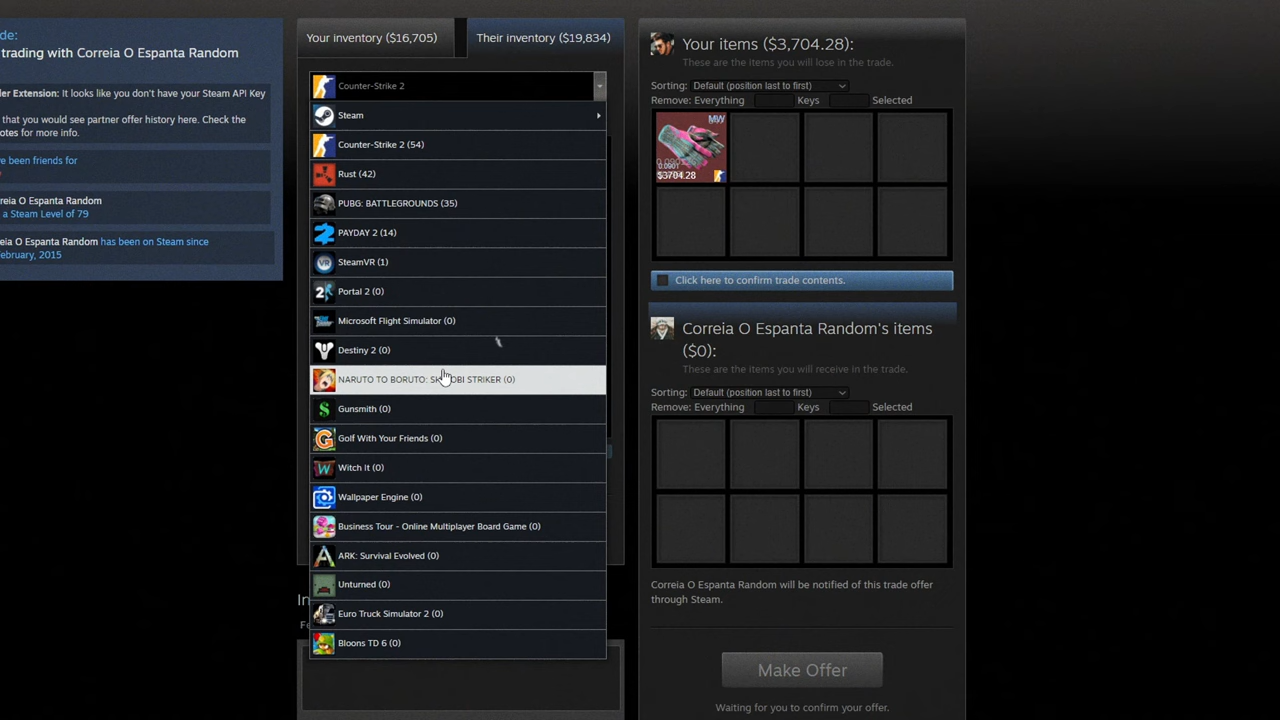 de:
trading with Correia O Espanta Random
der Extension: It looks like you don't have your Steam API Key
that you would see partner offer history here. Check the
otes for more info.
ve been friends for
reia O Espanta Random
a Steam Level of 79
eia O Espanta Random has been on Steam since
ebruary, 2015
Your inventory ($16,705)
Their inventory ($19,834)
Counter-Strike 2
Steam
Counter-Strike 2 (54)
Rust (42)
PUBG: BATTLEGROUNDS (35)
PAYDAY 2 (14)
SteamVR (1)
Portal 2 (0)
Microsoft Flight Simulator (0)
Destiny 2 (0)
NARUTO TO BORUTO: SHINOBI STRIKER (0)
Gunsmith (0)
Golf With Your Friends (0)
Witch It (0)
Wallpaper Engine (0)
Business Tour - Online Multiplayer Board Game (0)
ARK: Survival Evolved (0)
Unturned (0)
Euro Truck Simulator 2 (0)
Bloons TD 6 (0)
In
Fe
Your items ($3,704.28):
These are the items you will lose in the trade.
Sorting: Default (position last to first)
Remove: Everything Keys Selected
MW
$3704.28
Click here to confirm trade contents.
Correia O Espanta Random's items
($0):
These are the items you will receive in the trade.
Sorting: Default (position last to first)
Remove: Everything Keys Selected
Correia O Espanta Random will be notified of this trade offer
through Steam.
Make Offer
Waiting for you to confirm your offer.